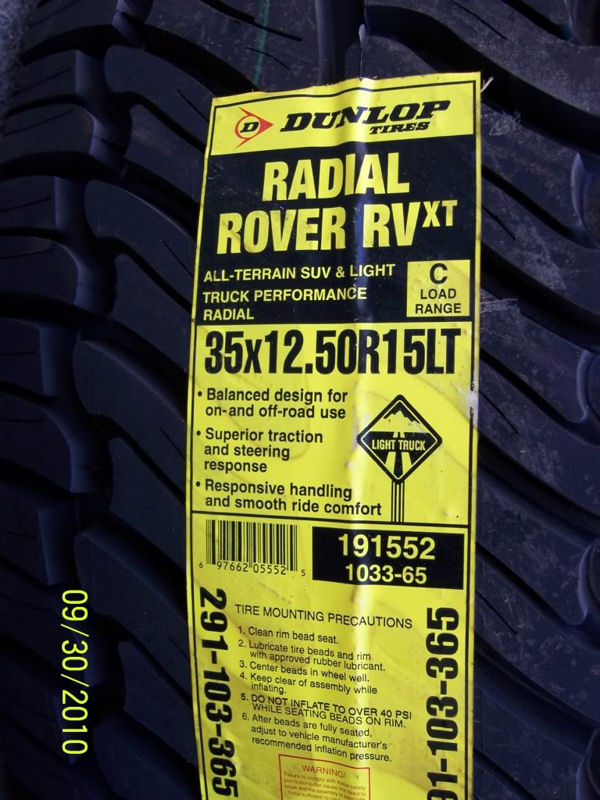 D DUNLOP
TIRES
RADIAL
ROVER RVXT
ALL-TERRAIN SUV & LIGHT
TRUCK PERFORMANCE
RADIAL
C
LOAD
RANGE
35x12.50R15LT
• Balanced design for
on- and off-road use
• Superior traction
and steering
response
• Responsive handling
and smooth ride comfort
LIGHT TRUCK
6 97662 05552 5
191552
1033-65
TIRE MOUNTING PRECAUTIONS
1. Clean rim bead seat.
2. Lubricate tire beads and rim
with approved rubber lubricant.
3. Center beads in wheel well.
4. Keep clear of assembly while
inflating.
5. DO NOT INFLATE TO OVER 40 PSI
WHILE SEATING BEADS ON RIM.
6. After beads are fully seated,
adjust to vehicle manufacturer's
recommended inflation pressure.
WARNING!
291-103-365
91-103-365
09/30/2010